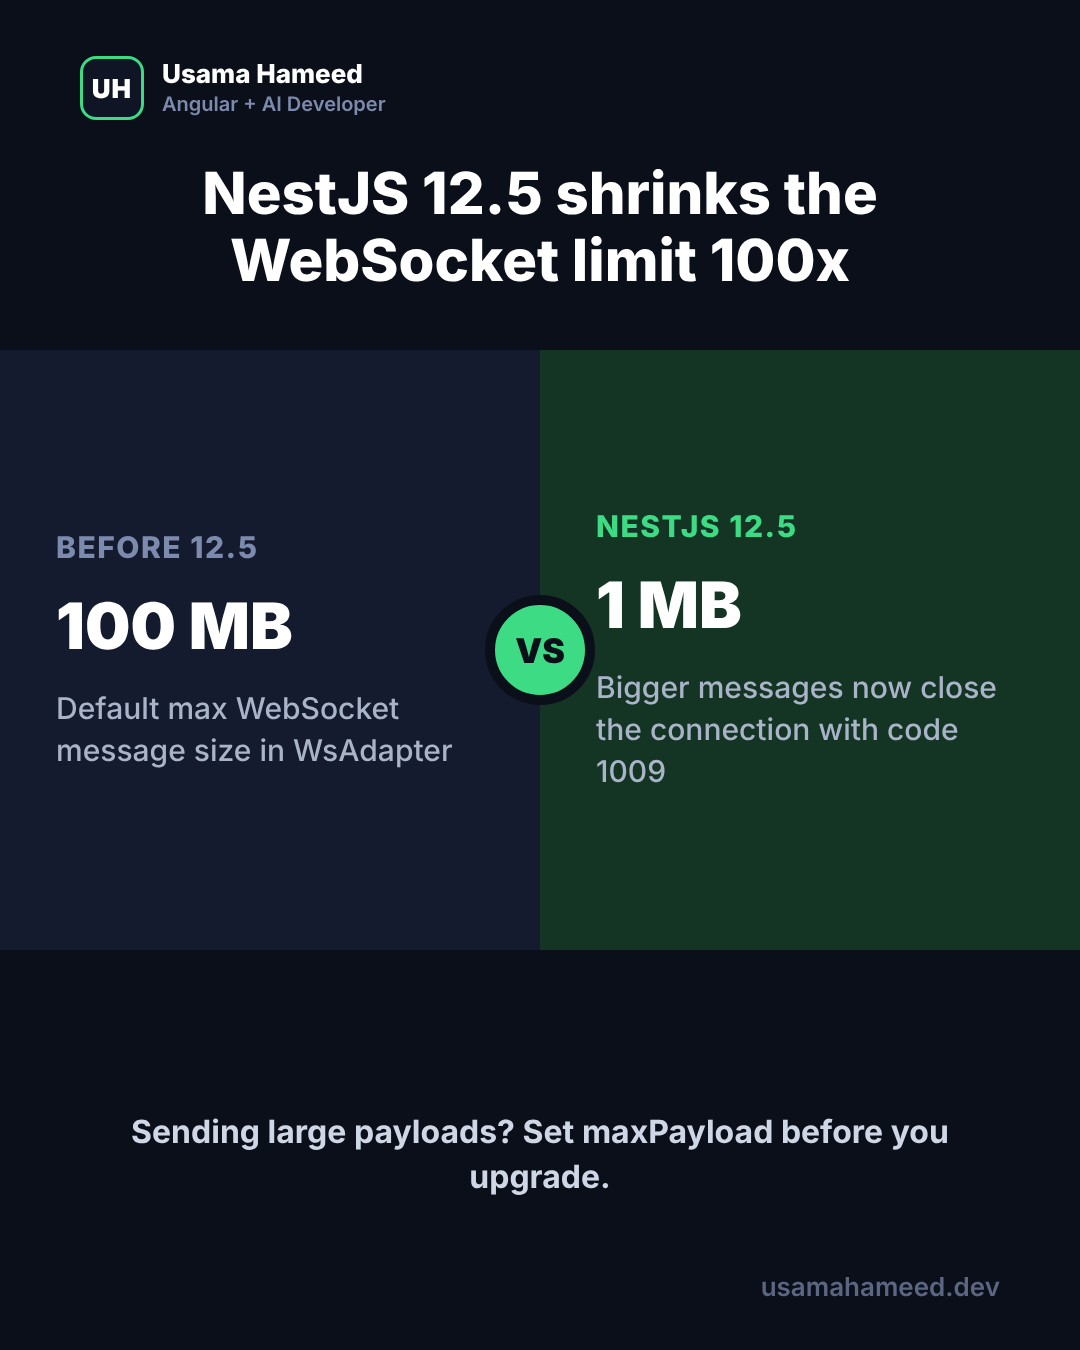 UH
Usama Hameed
Angular + AI Developer
NestJS 12.5 shrinks the
WebSocket limit 100x
BEFORE 12.5
100 MB
Default max WebSocket
message size in WsAdapter
VS
NESTJS 12.5
1 MB
Bigger messages now close
the connection with code
1009
Sending large payloads? Set maxPayload before you
upgrade.
usamahameed.dev